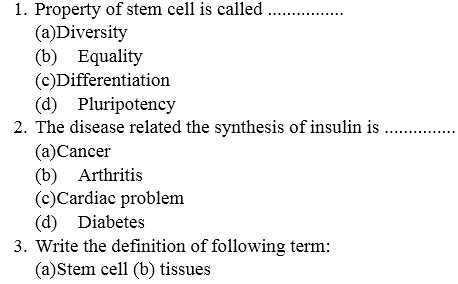 1. Property of stem cell is called ................
(a)Diversity
(b) Equality
(c)Differentiation
(d) Pluripotency
2. The disease related the synthesis of insulin is ...............
(a)Cancer
(b) Arthritis
(c)Cardiac problem
(d) Diabetes
3. Write the definition of following term:
(a)Stem cell (b) tissues